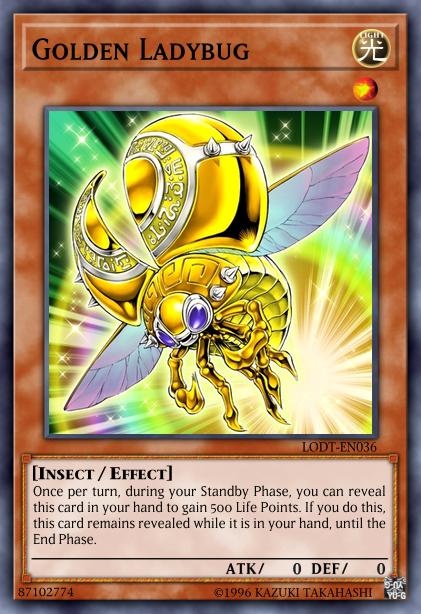 GOLDEN LADYBUG
LIGHT
光
LODT-EN036
[INSECT / EFFECT]
Once per turn, during your Standby Phase, you can reveal
this card in your hand to gain 500 Life Points. If you do this,
this card remains revealed while it is in your hand, until the
End Phase.
ATK/ 0 DEF/ 0
87102774
©1996 KAZUKI TAKAHASHI